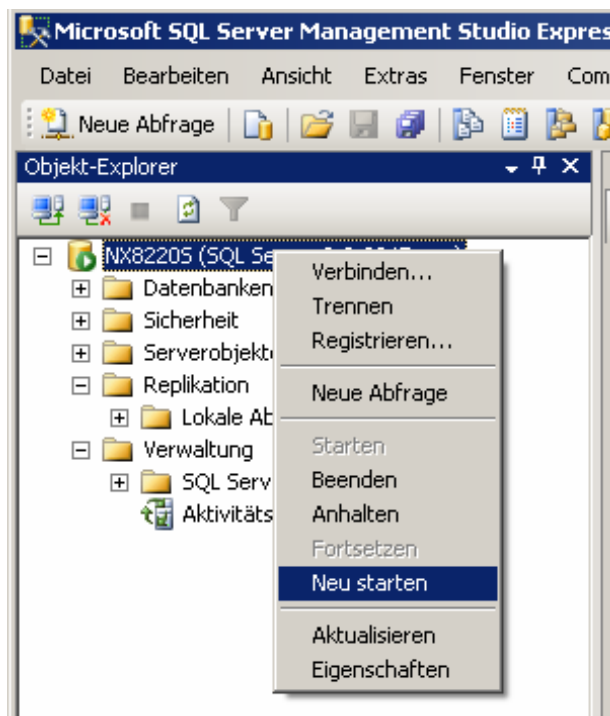 Microsoft SQL Server Management Studio Expres
Datei Bearbeiten Ansicht Extras Fenster Com
Neue Abfrage
Objekt-Explorer
NX8220S (SQL Se
Datenbanken
Sicherheit
Serverobjekt
Replikation
Lokale Ab
Verwaltung
SQL Serv
Aktivitäts
Verbinden...
Trennen
Registrieren...
Neue Abfrage
Starten
Beenden
Anhalten
Fortsetzen
Neu starten
Aktualisieren
Eigenschaften